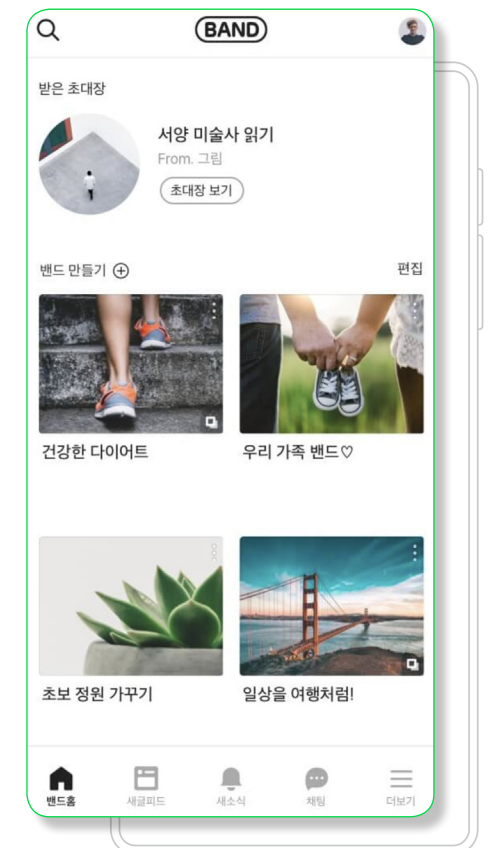 BAND
받은 초대장
서양 미술사 읽기
From. 그림
초대장 보기
밴드 만들기
편집
건강한 다이어트
우리 가족 밴드♡
초보 정원 가꾸기
일상을 여행처럼!
밴드홈
새글피드
새소식
채팅
더보기